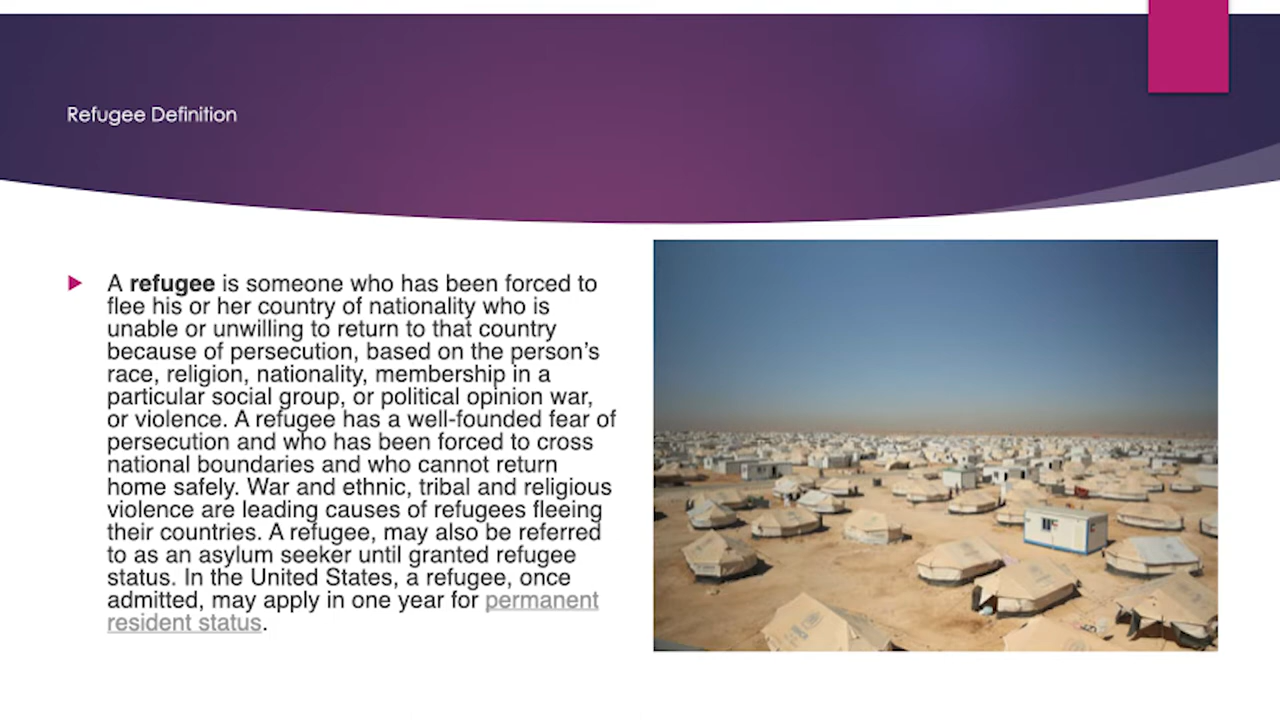 Refugee Definition
A refugee is someone who has been forced to
flee his or her country of nationality who is
unable or unwilling to return to that country
because of persecution, based on the person's
race, religion, nationality, membership in a
particular social group, or political opinion war,
or violence. A refugee has a well-founded fear of
persecution and who has been forced to cross
national boundaries and who cannot return
home safely. War and ethnic, tribal and religious
violence are leading causes of refugees fleeing
their countries. A refugee, may also be referred
to as an asylum seeker until granted refugee
status. In the United States, a refugee, once
admitted, may apply in one year for permanent
resident status.